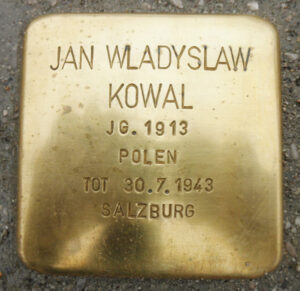 JAN WLADYSLAW
KOWAL
JG. 1913
POLEN
TOT 30.7.1943
SALZBURG